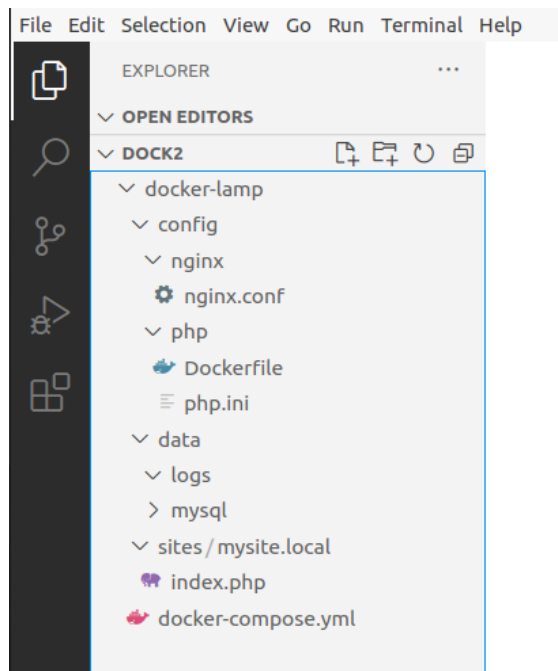 File Edit Selection View Go Run Terminal Help
EXPLORER
OPEN EDITORS
DOCK2
docker-lamp
config
nginx
nginx.conf
php
Dockerfile
php.ini
data
logs
mysql
sites / mysite.local
index.php
docker-compose.yml